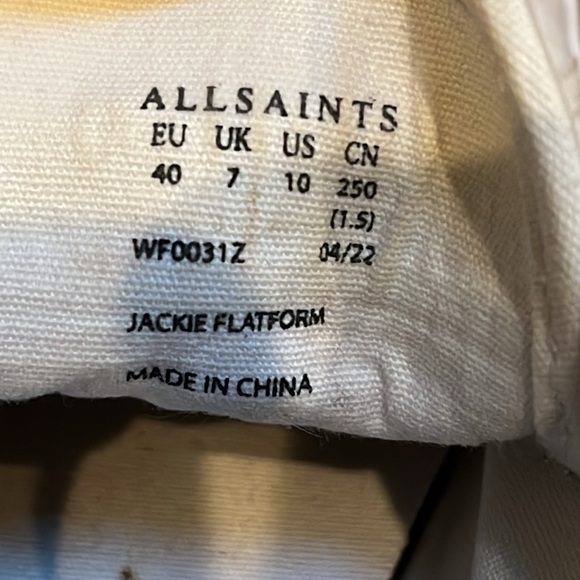 ALLSAINTS
EU UK US CN
40 7 10 250
(1.5)
WF0031Z 04/22
JACKIE FLATFORM
MADE IN CHINA